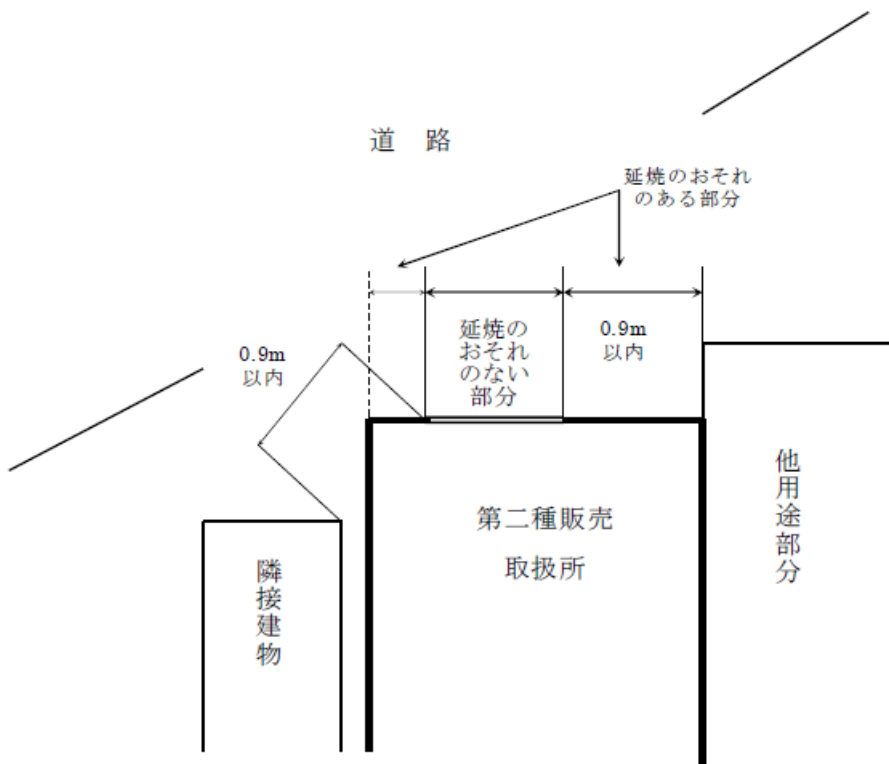 道 路
延焼のおそれ
のある部分
延焼の
おそれ
のない
部分
0.9m
以内
0.9m
以内
第二種販売
取扱所
他用途部分
隣接建物